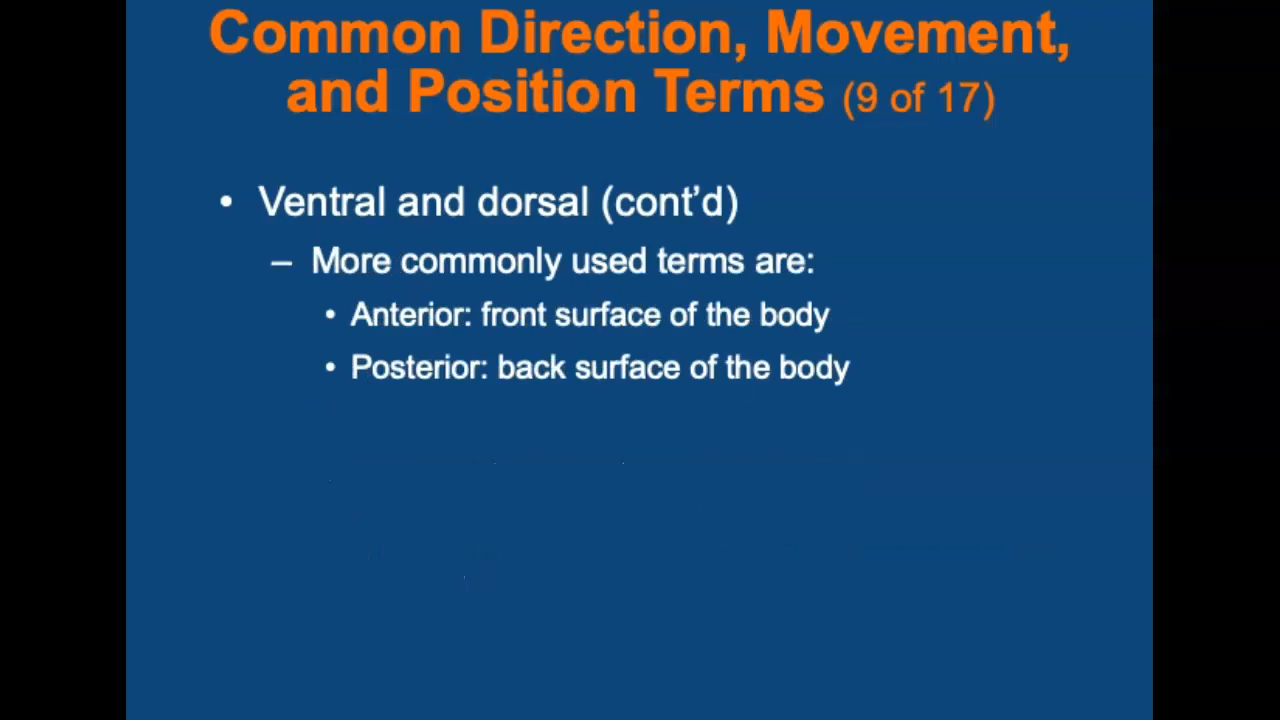 Common Direction, Movement,
and Position Terms (9 of 17)
• Ventral and dorsal (cont’d)
– More commonly used terms are:
• Anterior: front surface of the body
• Posterior: back surface of the body